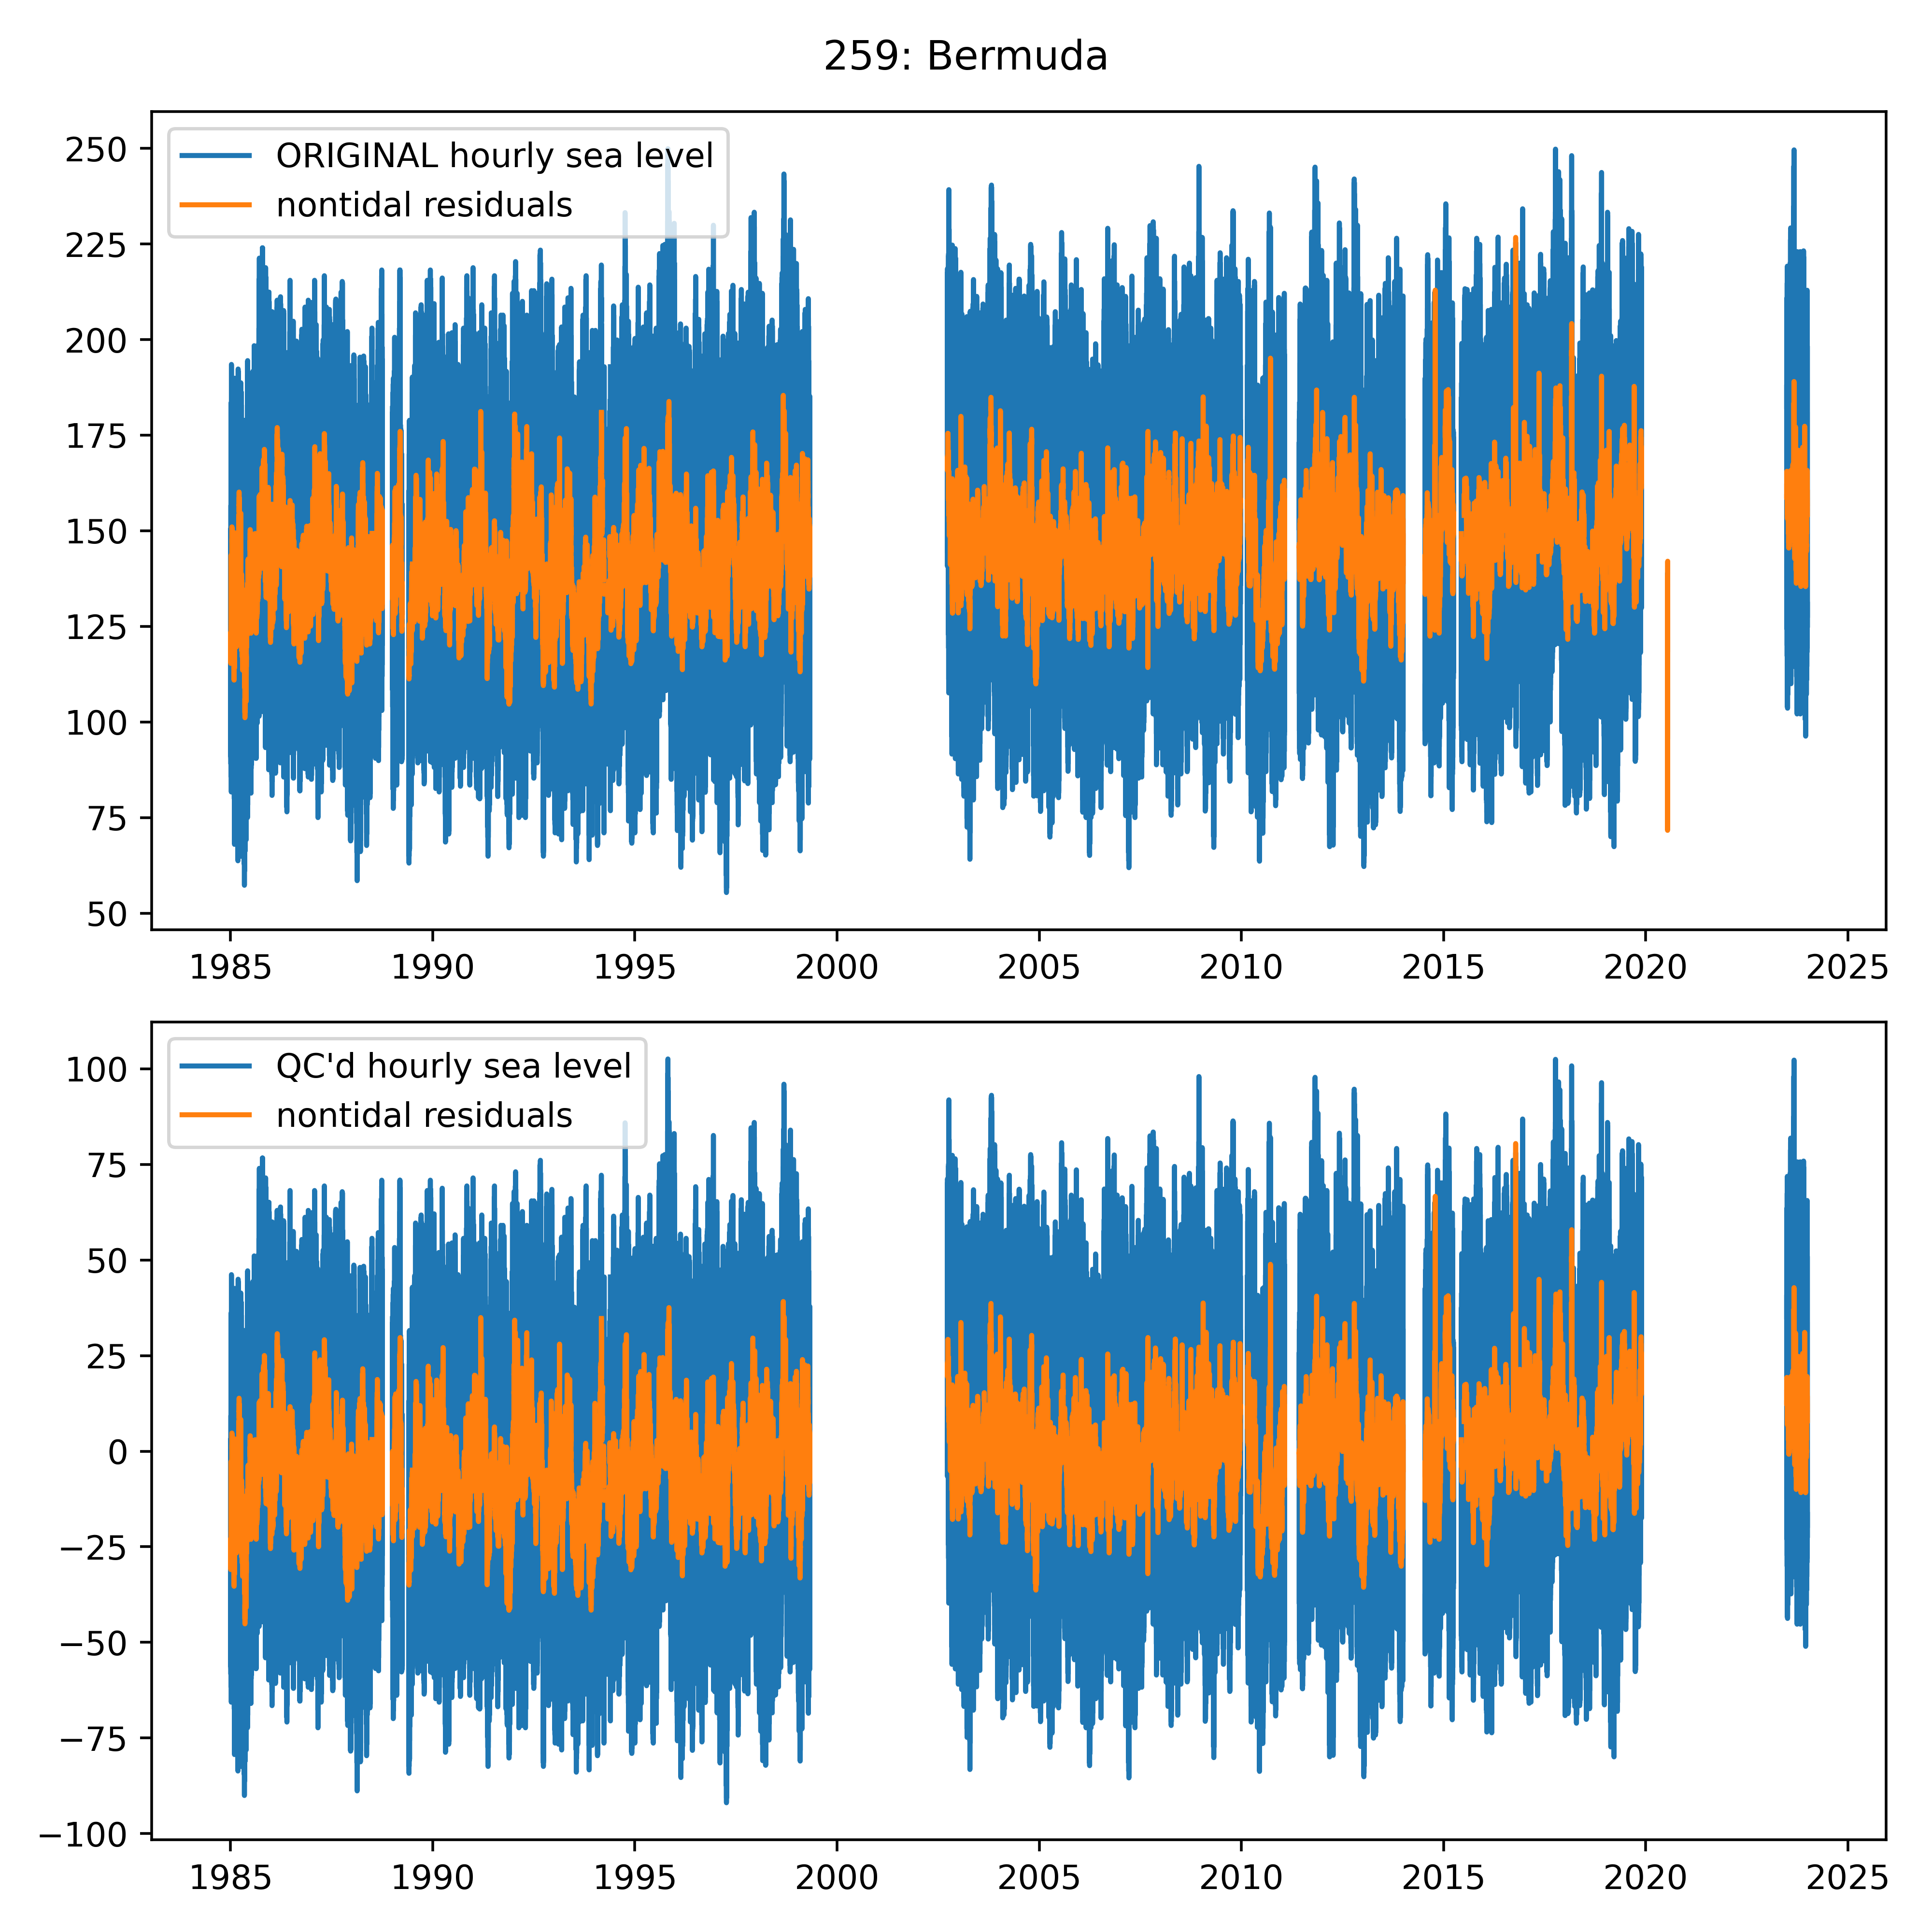 259: Bermuda
ORIGINAL hourly sea level
nontidal residuals
250
225
200
175
150
125
100
75
50
1985 1990 1995 2000 2005 2010 2015 2020 2025
QC'd hourly sea level
nontidal residuals
100
75
50
25
0
−25
−50
−75
−100
1985 1990 1995 2000 2005 2010 2015 2020 2025